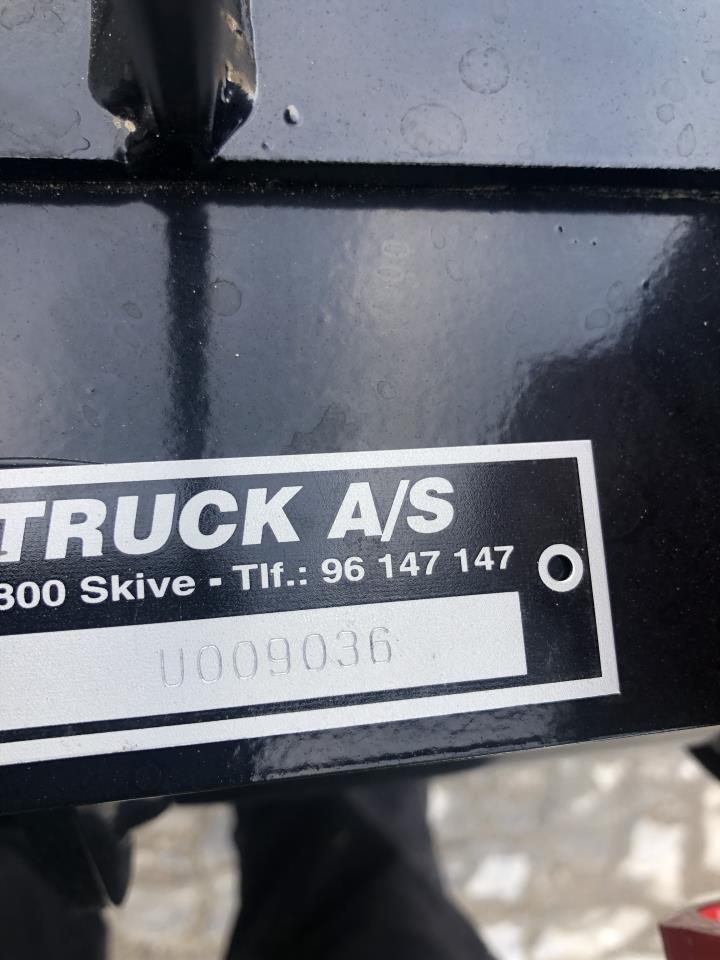 TRUCK A/S
800 Skive - Tlf.: 96 147 147
U009036